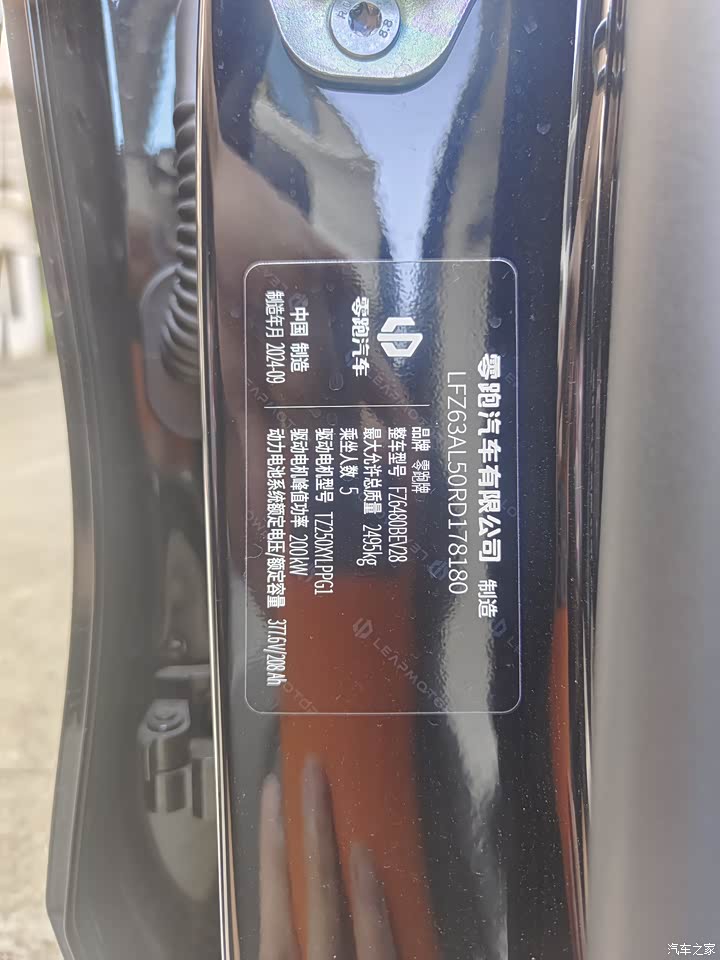 零跑汽车有限公司 制造
LFZ63AL50RD178180
零跑汽车
中国 制造
制造年月 2024-09
品牌 零跑牌
整车型号 FZ6480BEV28
最大允许总质量 2495kg
乘坐人数 5
驱动电机型号 TZ250XYLPPG1
驱动电机峰值功率 200kW
动力电池系统额定电压/额定容量 377.6V/208Ah
LEAPMOTOR
8.8
汽车之家